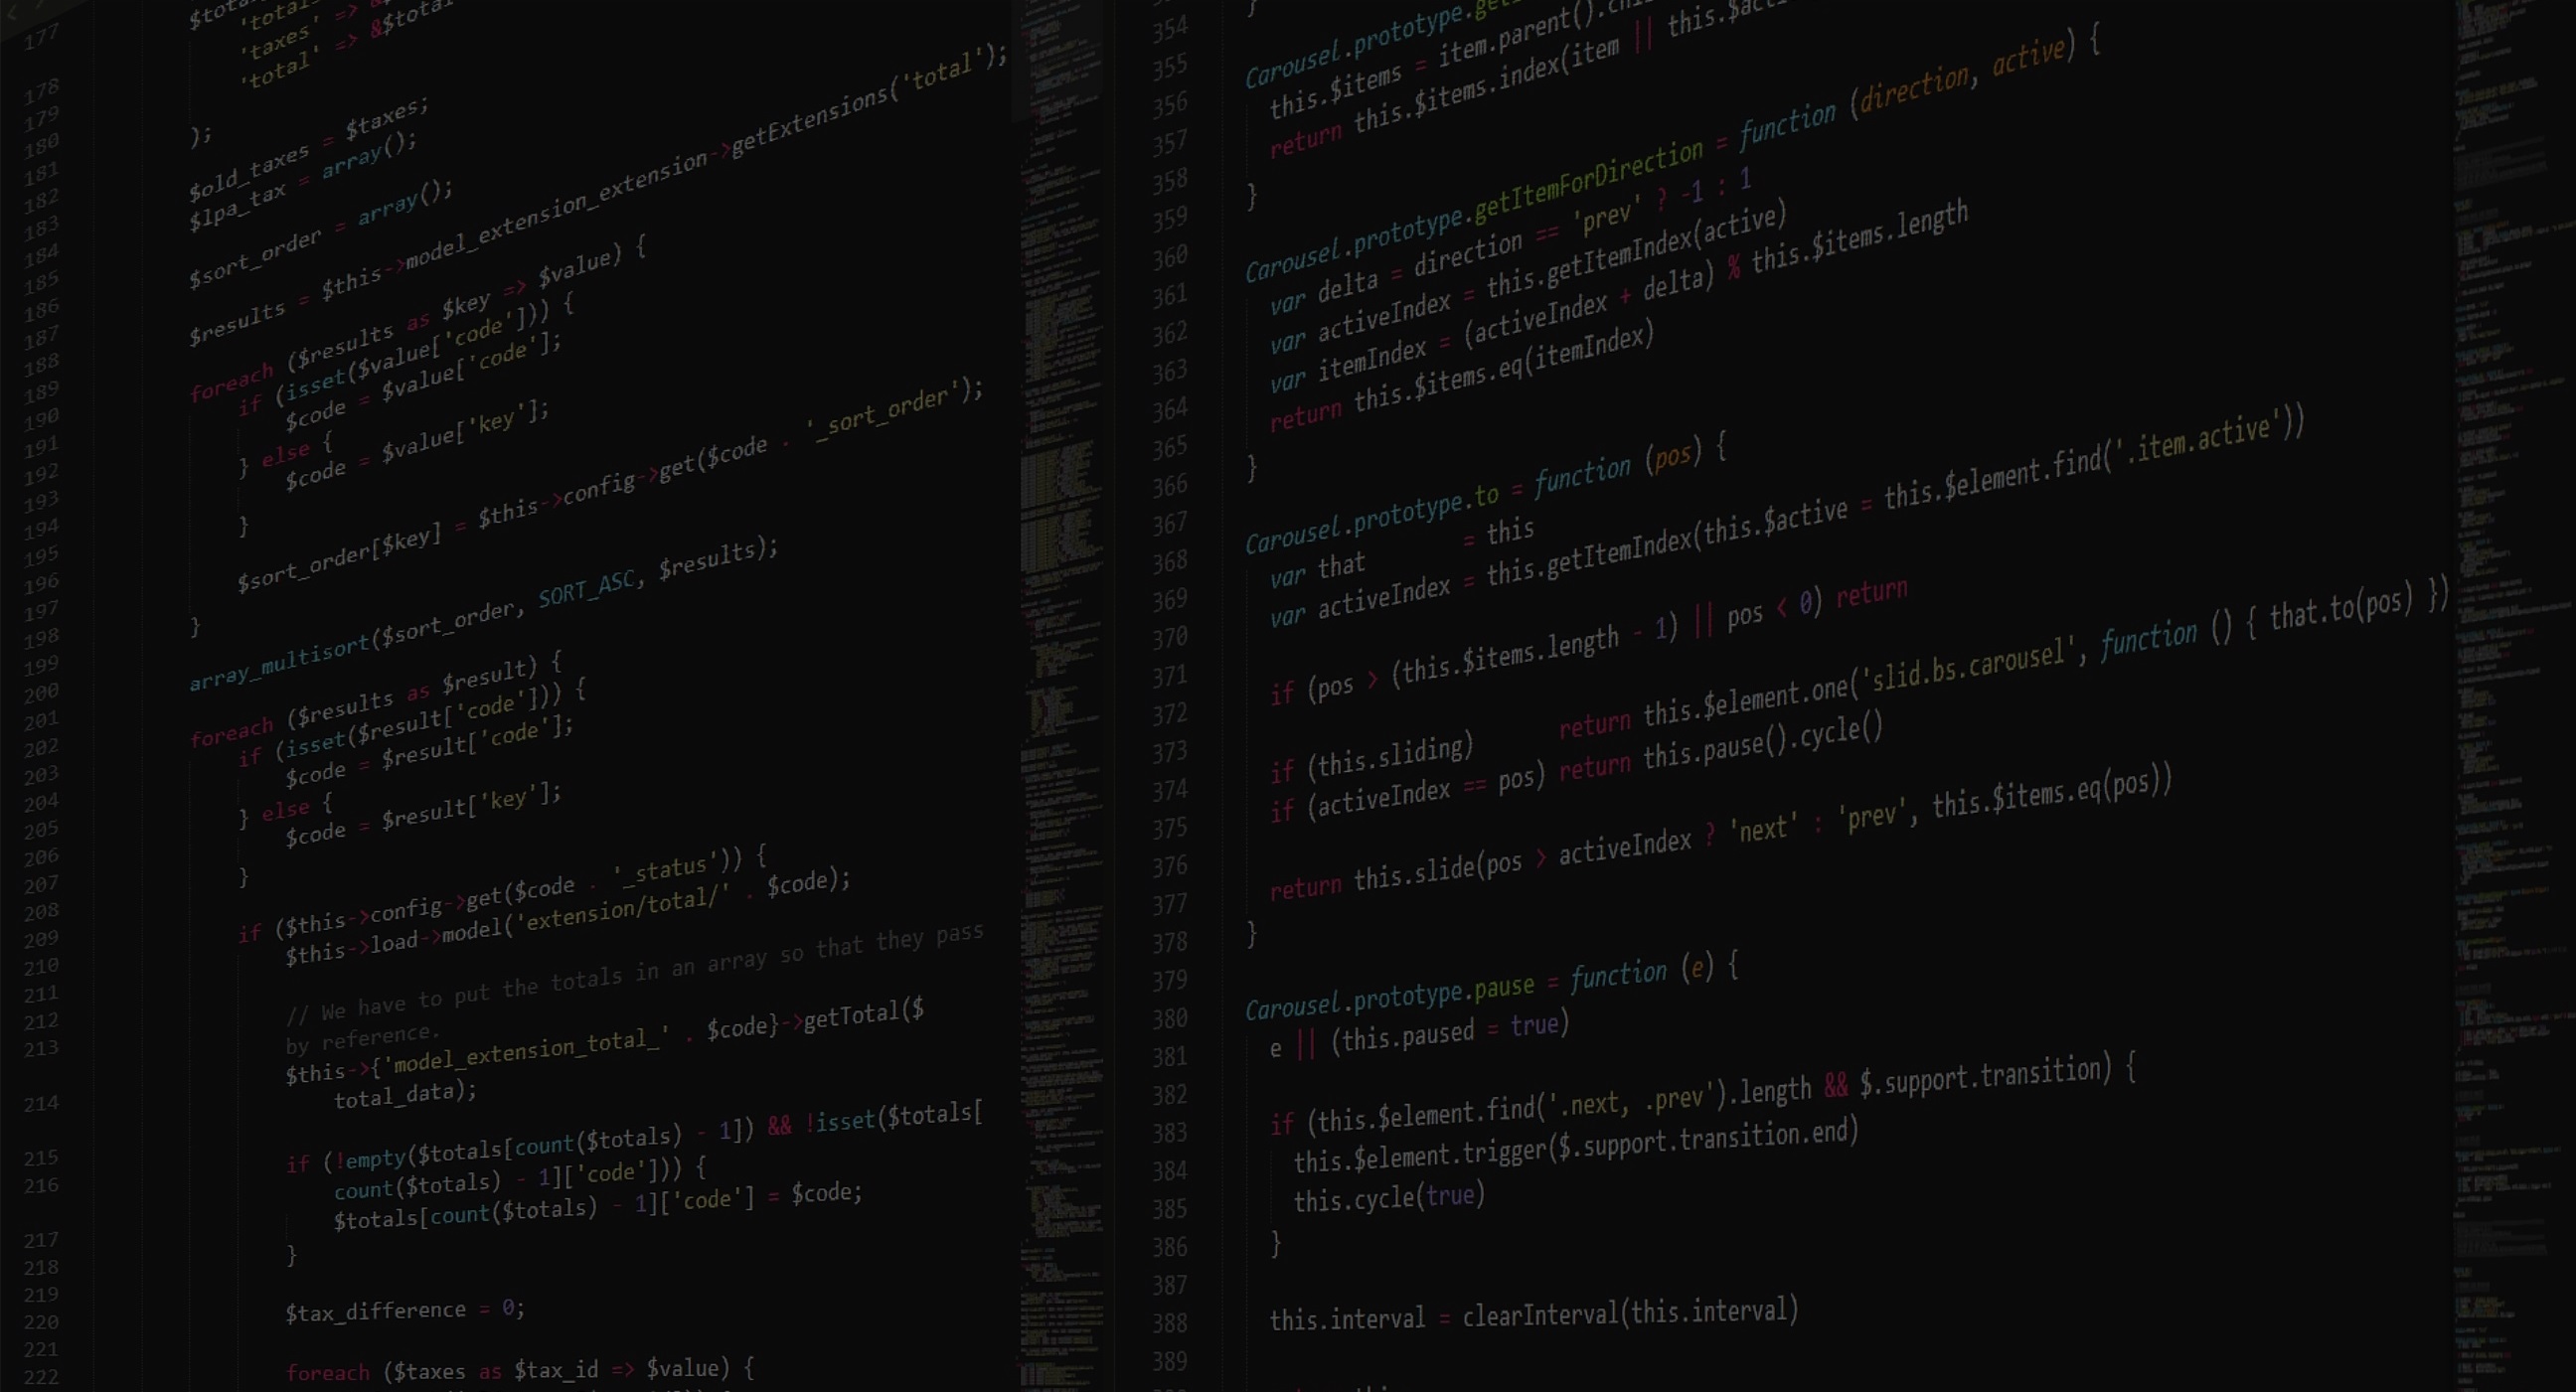 177
178
179
180
181
182
183
184
185
186
187
188
189
190
191
192
193
194
195
196
197
198
199
200
201
202
203
204
205
206
207
208
209
210
211
212
213
214
215
216
217
218
219
220
221
222
'taxes' => &
'total' => &$total
);
$old_taxes = $taxes;
$lpa_tax = array();
$sort_order = array();
$results = $this->model_extension_extension->getExtensions('total');
foreach ($results as $key => $value) {
if (isset($value['code'])) {
$code = $value['code'];
} else {
$code = $value['key'];
}
$sort_order[$key] = $this->config->get($code . '_sort_order');
}
array_multisort($sort_order, SORT_ASC, $results);
foreach ($results as $result) {
if (isset($result['code'])) {
$code = $result['code'];
} else {
$code = $result['key'];
}
if ($this->config->get($code . '_status')) {
$this->load->model('extension/total/' . $code);
// We have to put the totals in an array so that they pass
by reference.
$this->{'model_extension_total_' . $code}->getTotal($
total_data);
if (!empty($totals[count($totals) - 1]) && !isset($totals[
count($totals) - 1]['code'])) {
$totals[count($totals) - 1]['code'] = $code;
}
$tax_difference = 0;
foreach ($taxes as $tax_id => $value) {
354
355
356
357
358
359
360
361
362
363
364
365
366
367
368
369
370
371
372
373
374
375
376
377
378
379
380
381
382
383
384
385
386
387
388
389
}
Carousel.prototype.
this.$items = item.parent().
return this.$items.index(item || this.
}
Carousel.prototype.getItemForDirection = function (direction, active) {
var delta = direction == 'prev' ? -1 : 1
var activeIndex = this.getItemIndex(active)
var itemIndex = (activeIndex + delta) % this.$items.length
return this.$items.eq(itemIndex)
}
Carousel.prototype.to = function (pos) {
var that = this
var activeIndex = this.getItemIndex(this.$active = this.$element.find('.item.active'))
if (pos > (this.$items.length - 1) || pos < 0) return
if (this.sliding) return this.$element.one('slid.bs.carousel', function () { that.to(pos) })
if (activeIndex == pos) return this.pause().cycle()
return this.slide(pos > activeIndex ? 'next' : 'prev', this.$items.eq(pos))
}
Carousel.prototype.pause = function (e) {
e || (this.paused = true)
if (this.$element.find('.next, .prev').length && $.support.transition) {
this.$element.trigger($.support.transition.end)
this.cycle(true)
}
this.interval = clearInterval(this.interval)